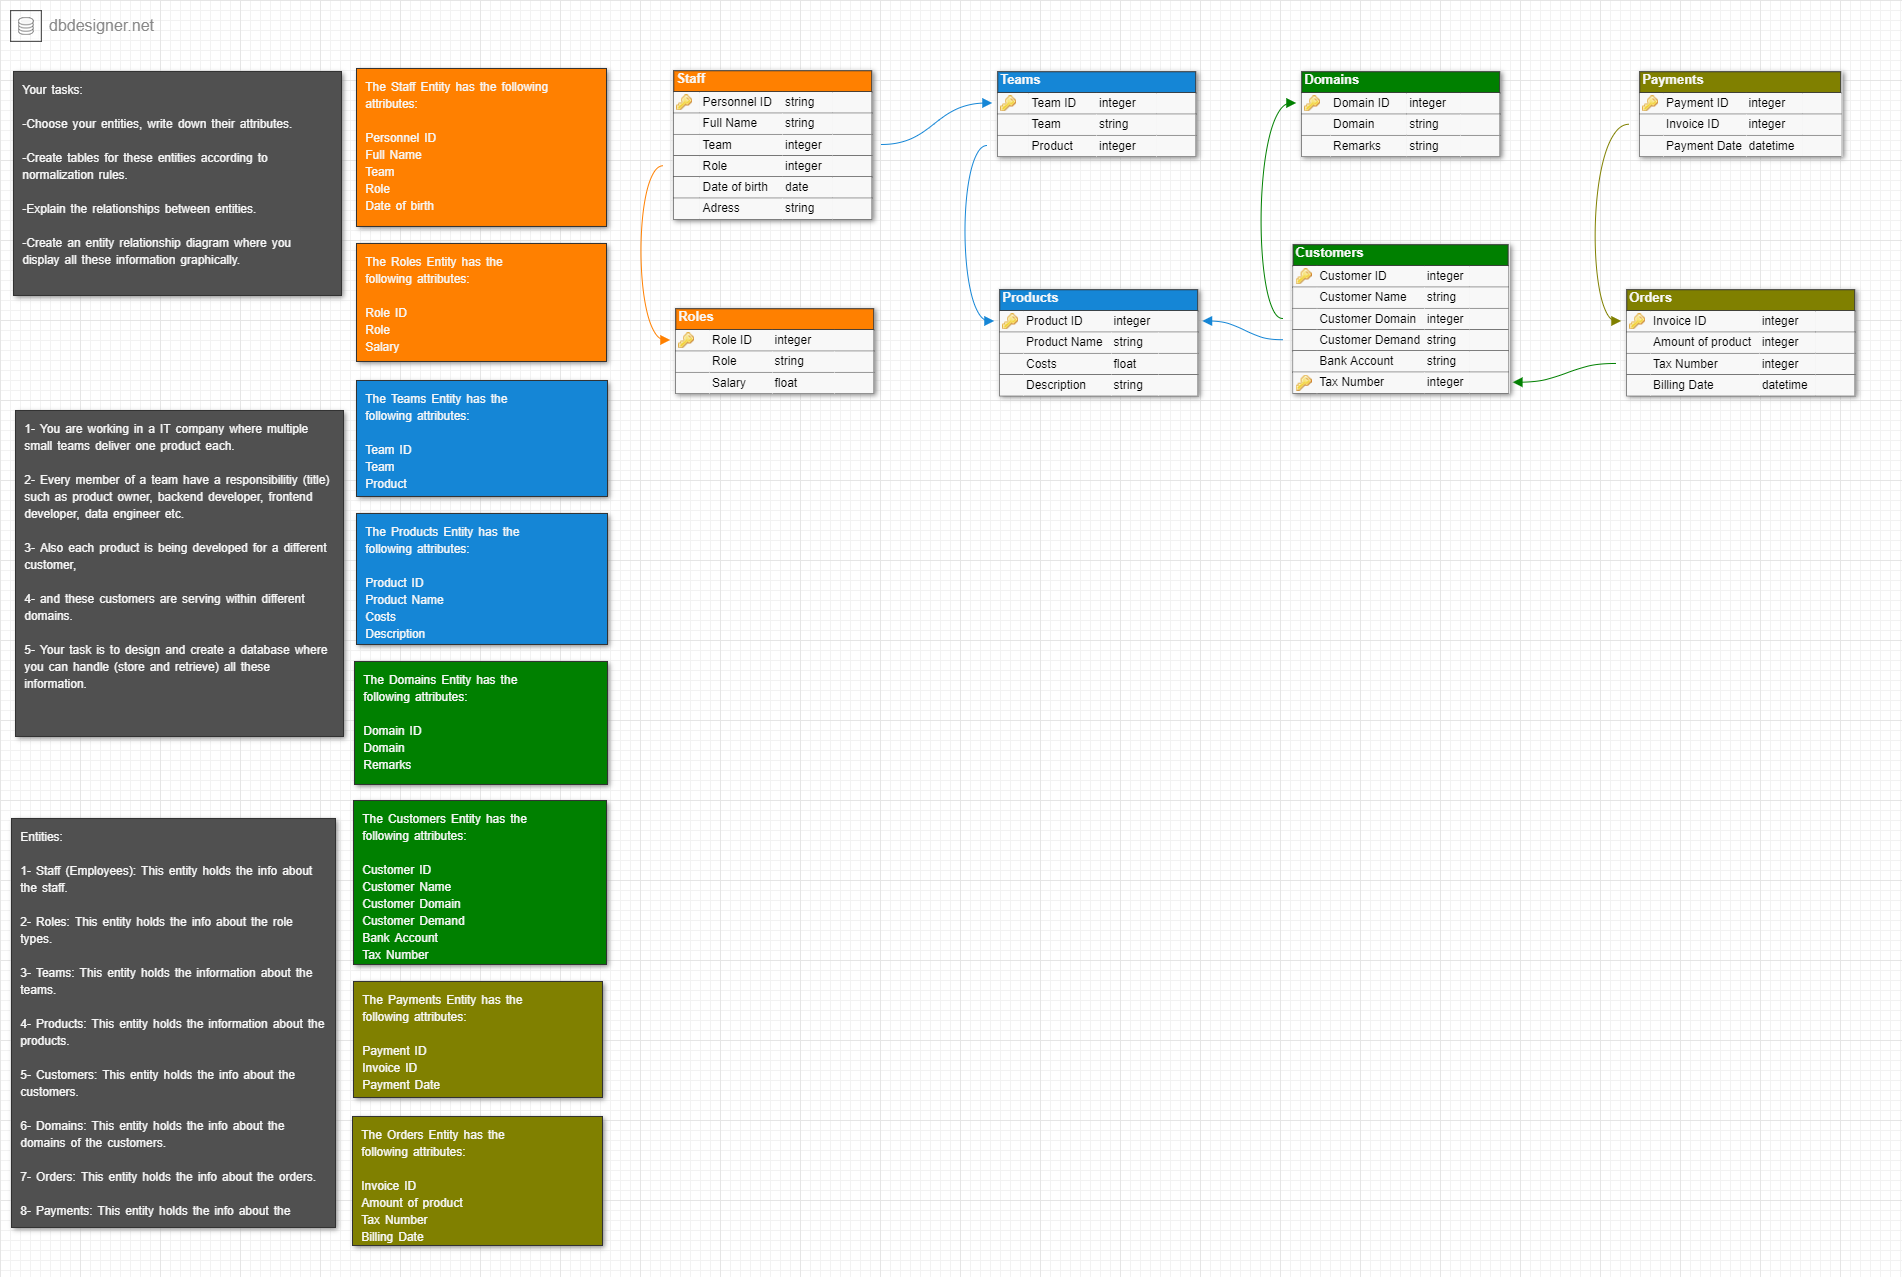 dbdesigner.net
Your tasks:
-Choose your entities, write down their attributes.
-Create tables for these entities according to
normalization rules.
-Explain the relationships between entities.
-Create an entity relationship diagram where you
display all these information graphically.
1- You are working in a IT company where multiple
small teams deliver one product each.
2- Every member of a team have a responsibilitiy (title)
such as product owner, backend developer, frontend
developer, data engineer etc.
3- Also each product is being developed for a different
customer,
4- and these customers are serving within different
domains.
5- Your task is to design and create a database where
you can handle (store and retrieve) all these
information.
Entities:
1- Staff (Employees): This entity holds the info about
the staff.
2- Roles: This entity holds the info about the role
types.
3- Teams: This entity holds the information about the
teams.
4- Products: This entity holds the information about the
products.
5- Customers: This entity holds the info about the
customers.
6- Domains: This entity holds the info about the
domains of the customers.
7- Orders: This entity holds the info about the orders.
8- Payments: This entity holds the info about the
The Staff Entity has the following
attributes:
Personnel ID
Full Name
Team
Role
Date of birth
The Roles Entity has the
following attributes:
Role ID
Role
Salary
The Teams Entity has the
following attributes:
Team ID
Team
Product
The Products Entity has the
following attributes:
Product ID
Product Name
Costs
Description
The Domains Entity has the
following attributes:
Domain ID
Domain
Remarks
The Customers Entity has the
following attributes:
Customer ID
Customer Name
Customer Domain
Customer Demand
Bank Account
Tax Number
The Payments Entity has the
following attributes:
Payment ID
Invoice ID
Payment Date
The Orders Entity has the
following attributes:
Invoice ID
Amount of product
Tax Number
Billing Date
Staff
Personnel ID string
Full Name string
Team integer
Role integer
Date of birth date
Adress string
Roles
Role ID integer
Role string
Salary float
Teams
Team ID integer
Team string
Product integer
Products
Product ID integer
Product Name string
Costs float
Description string
Domains
Domain ID integer
Domain string
Remarks string
Customers
Customer ID integer
Customer Name string
Customer Domain integer
Customer Demand string
Bank Account string
Tax Number integer
Payments
Payment ID integer
Invoice ID integer
Payment Date datetime
Orders
Invoice ID integer
Amount of product integer
Tax Number integer
Billing Date datetime